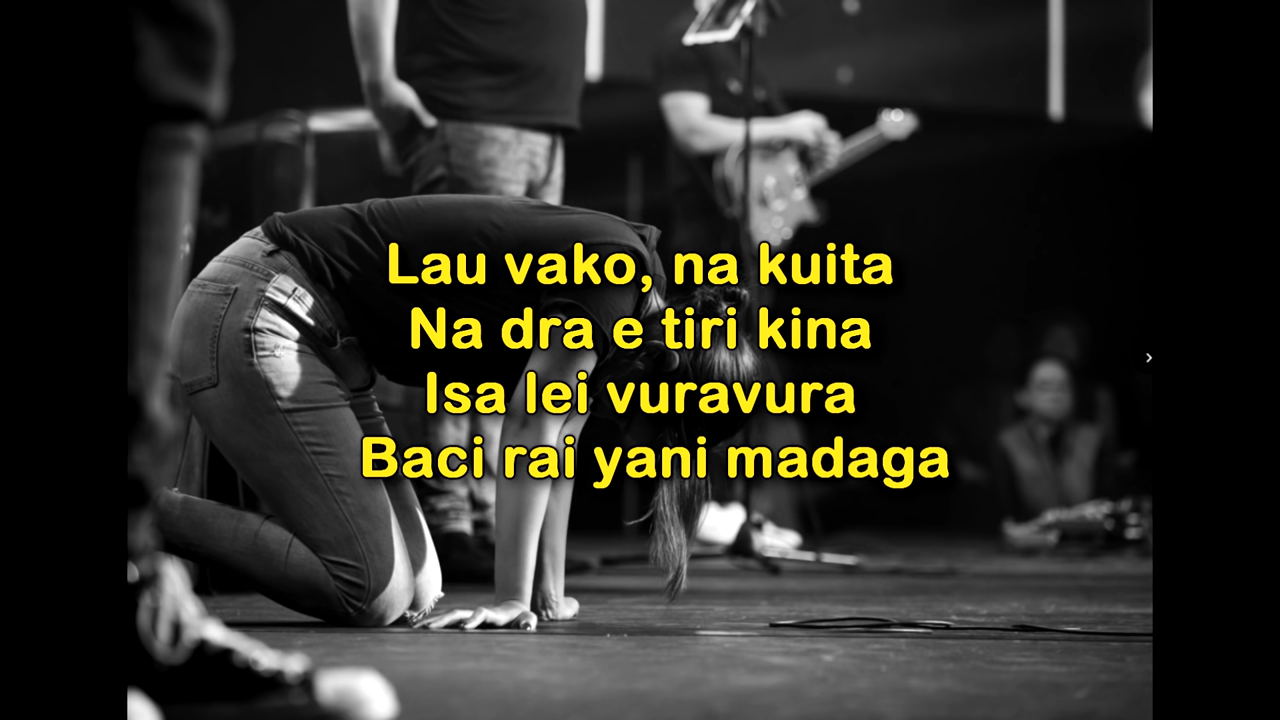 Lau vako, na kuita
Na dra e tiri kina
Isa lei vuravura
Baci rai yani madaga